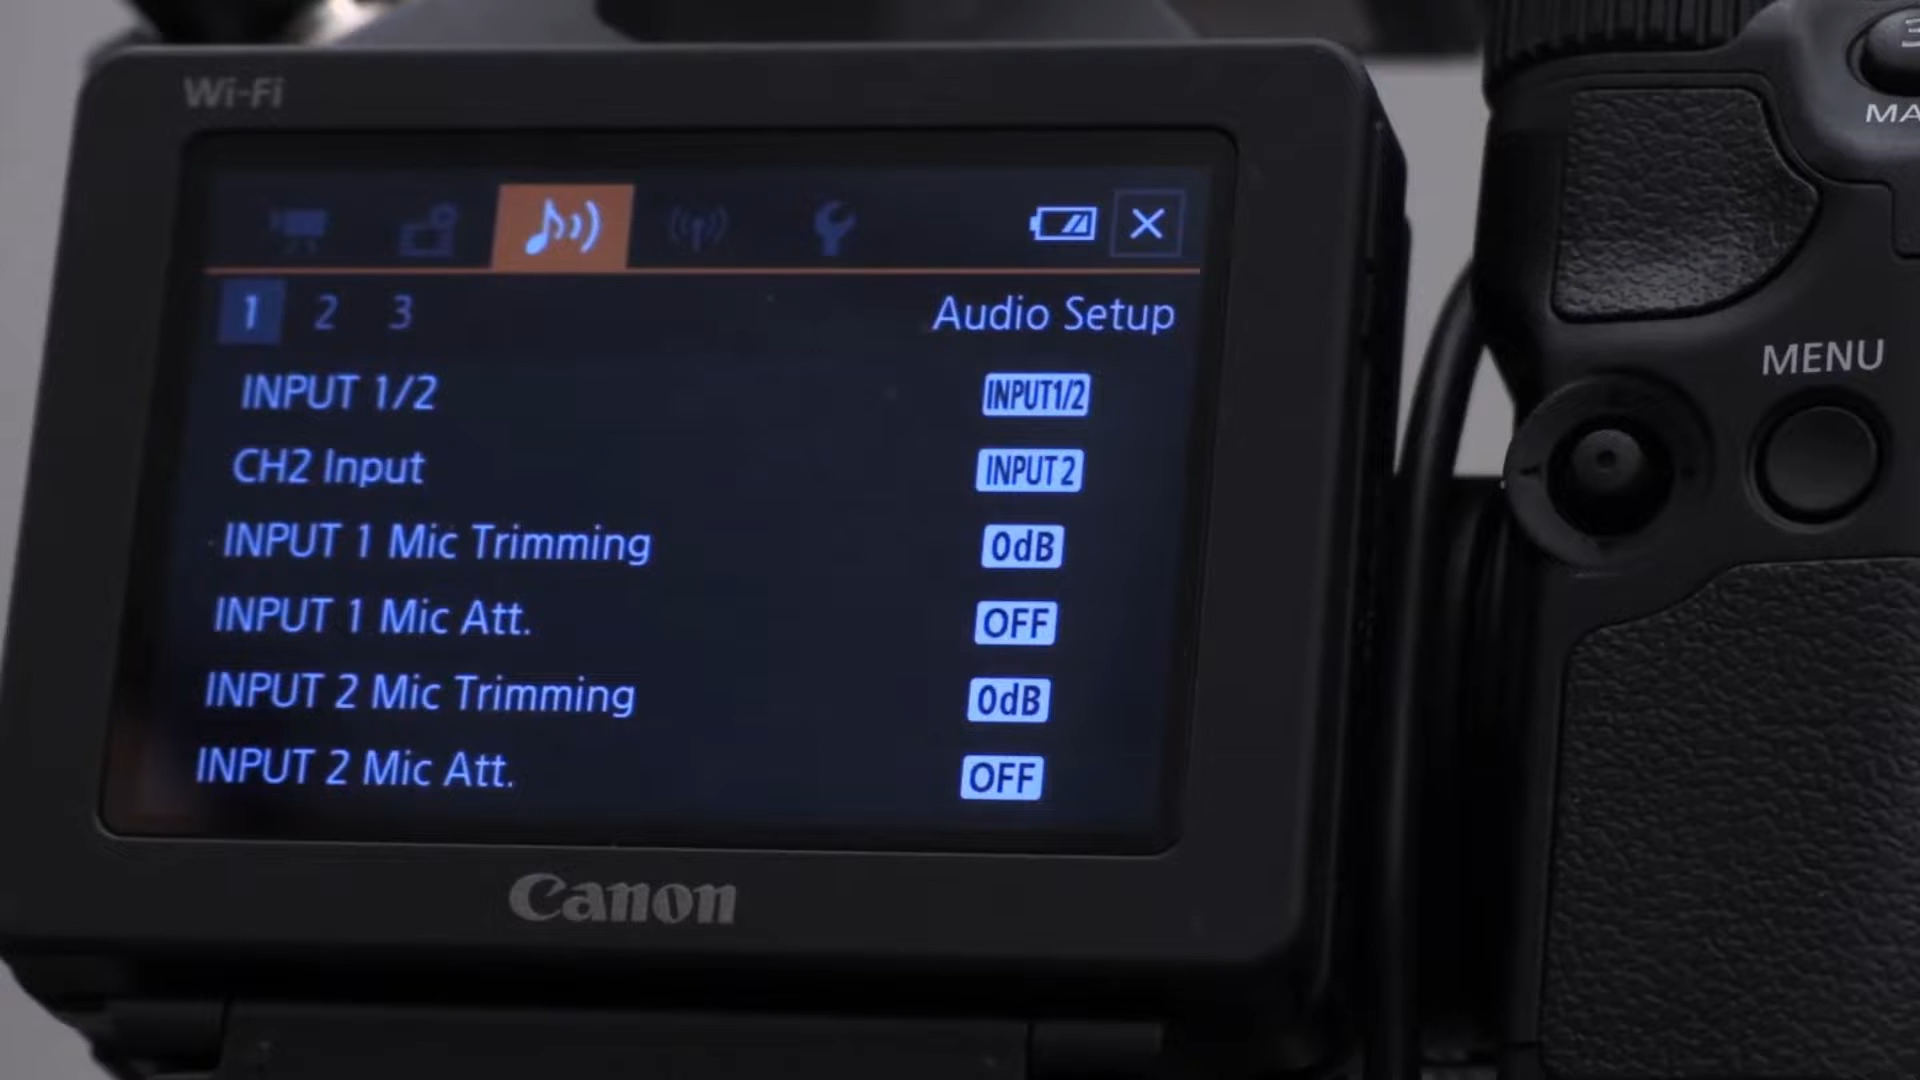 Wi-Fi
1 2 3 Audio Setup
INPUT 1/2 INPUT1/2
CH2 Input INPUT 2
INPUT 1 Mic Trimming 0dB
INPUT 1 Mic Att. OFF
INPUT 2 Mic Trimming 0dB
INPUT 2 Mic Att. OFF
Canon
3
MA
MENU